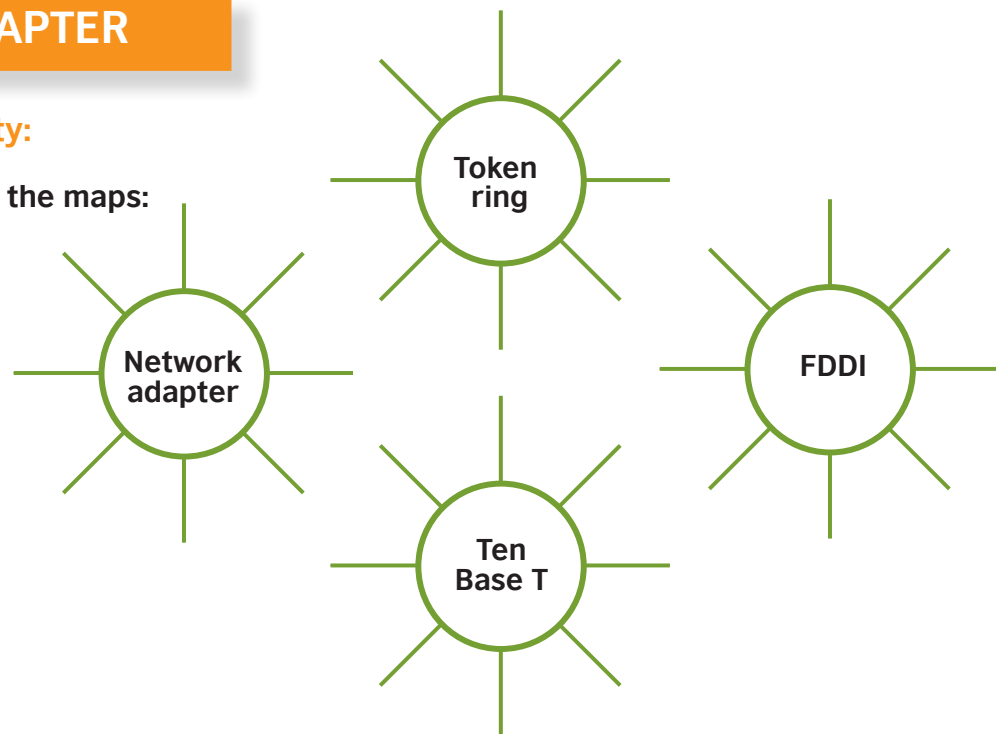 APTER
ty:
the maps:
Token
ring
Network
adapter
FDDI
Ten
Base T